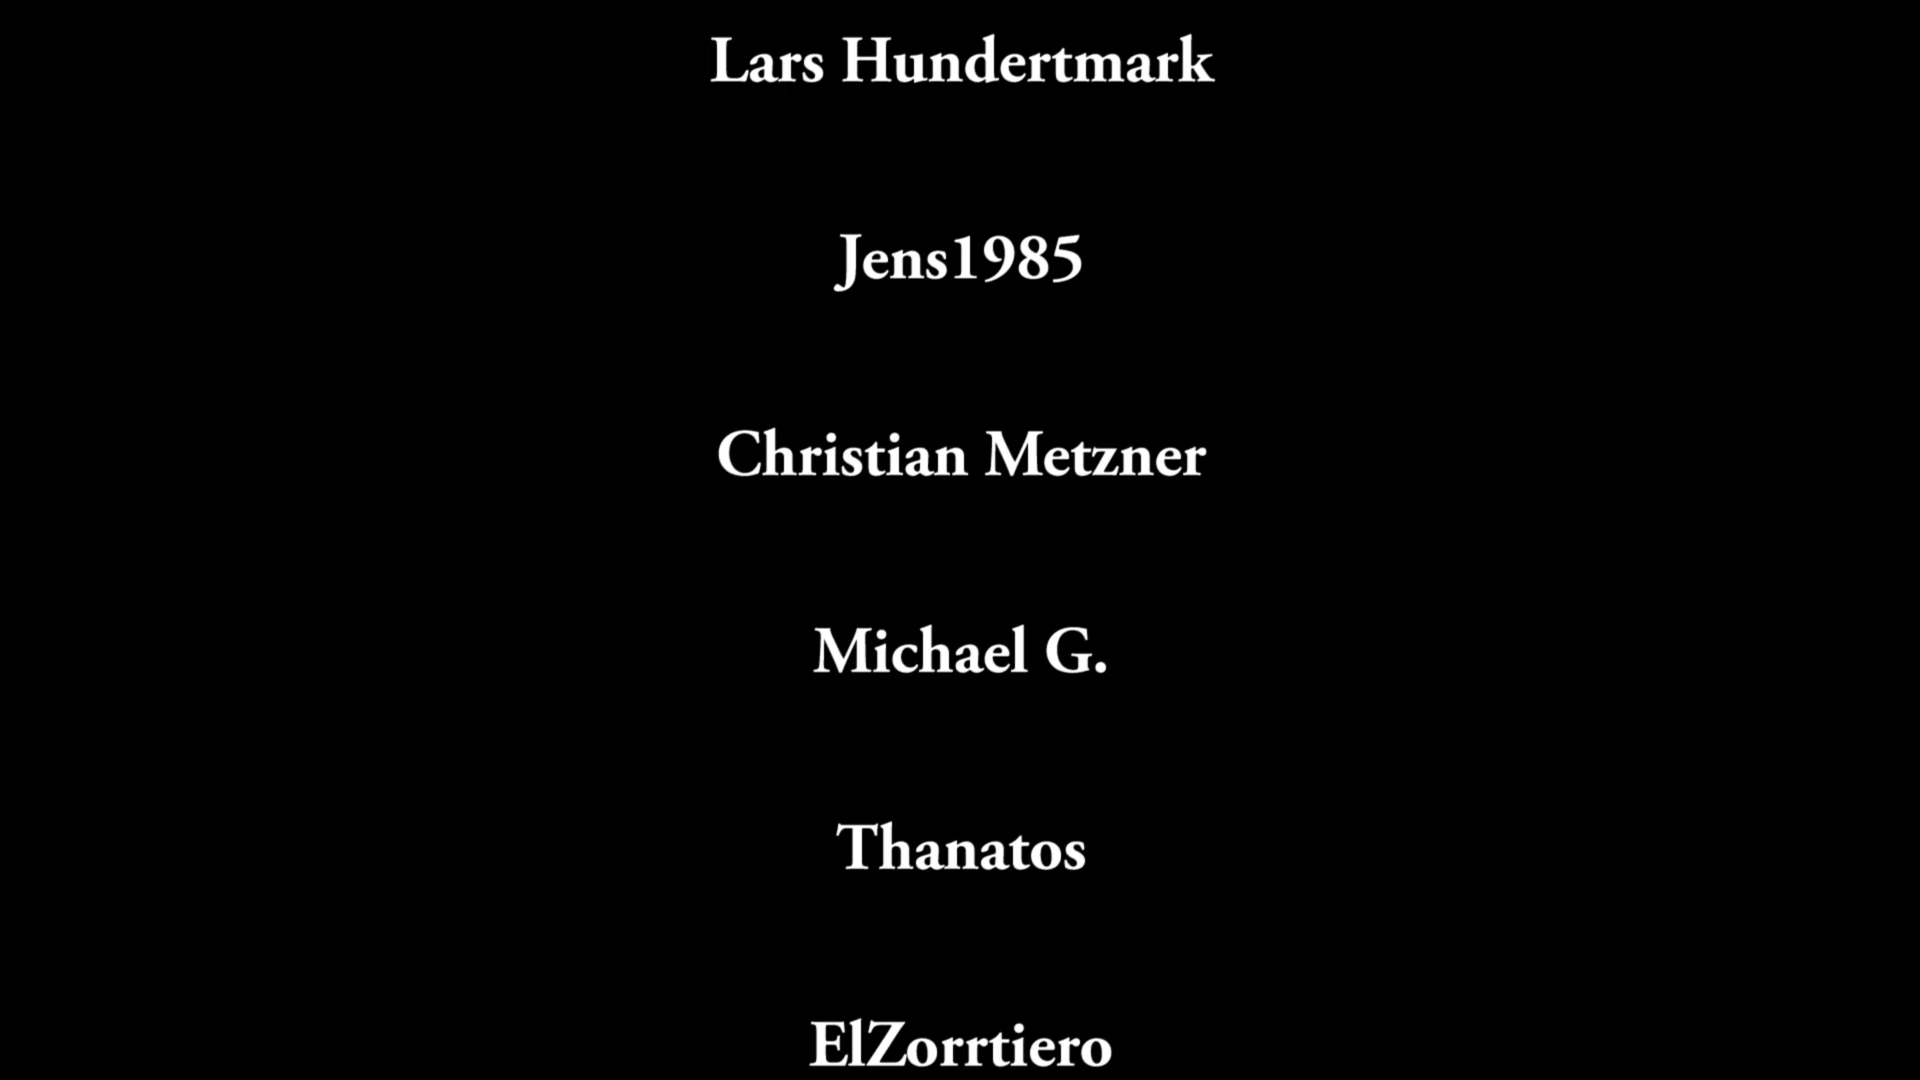 Lars Hundertmark
Jens1985
Christian Metzner
Michael G.
Thanatos
ElZorrtiero